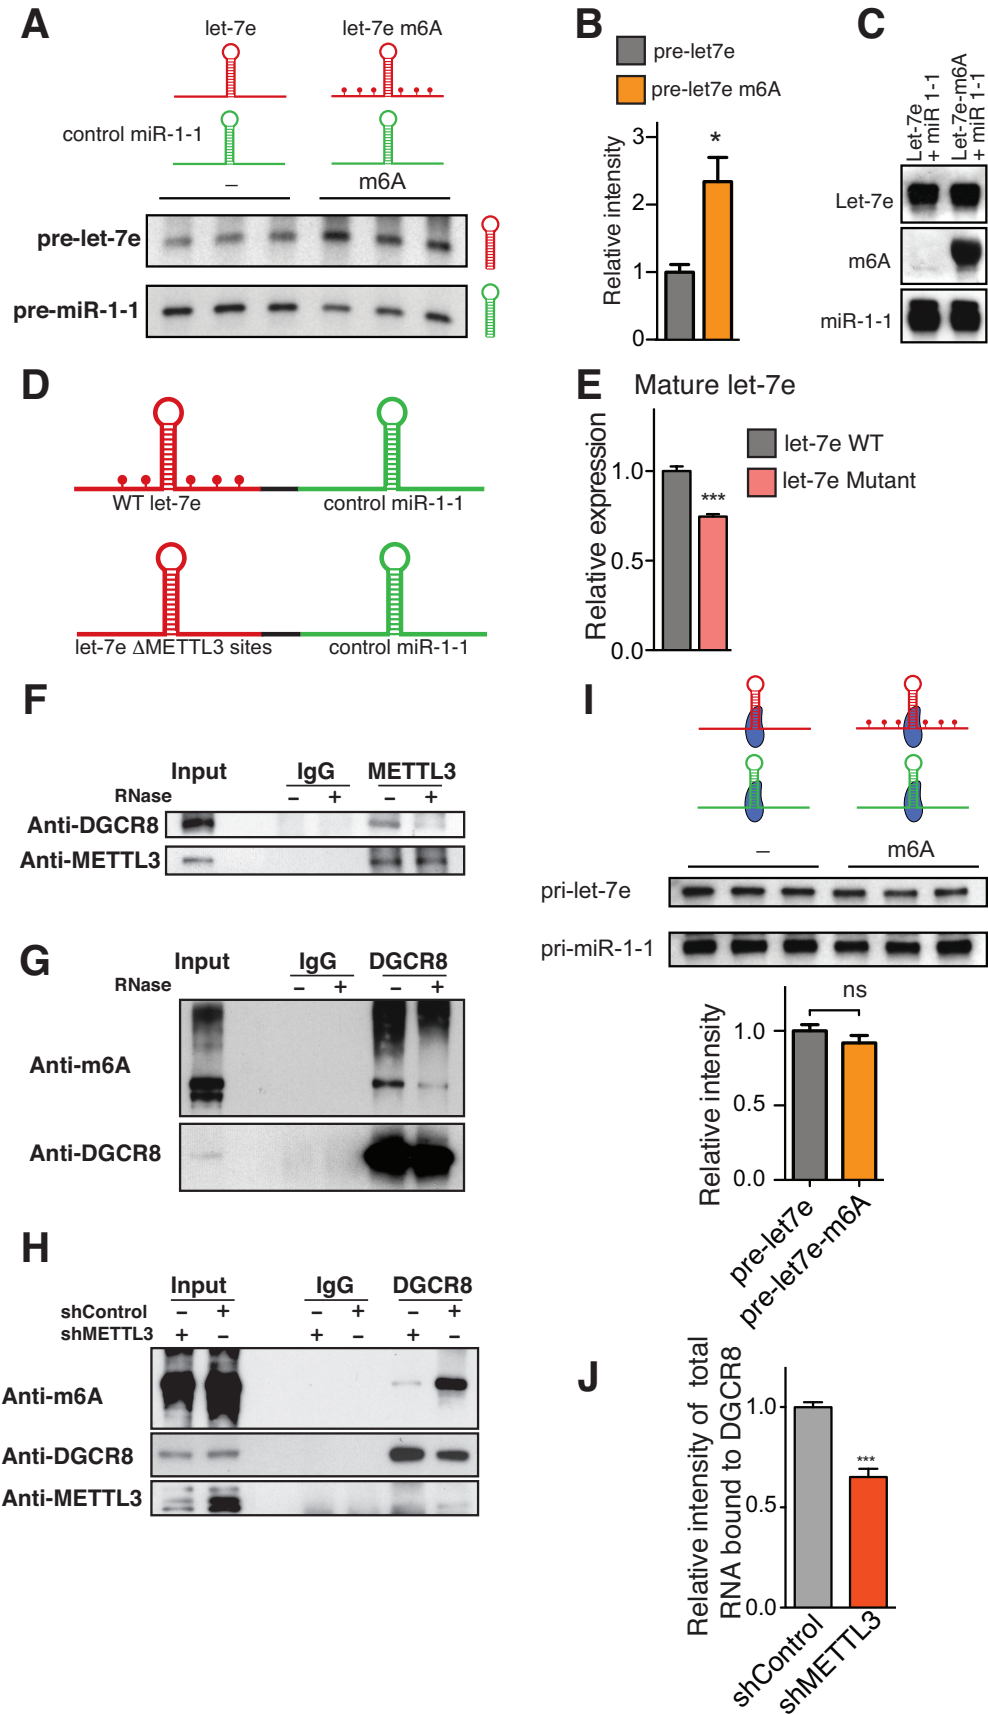 A
let-7e
let-7e m6A
control miR-1-1
–
m6A
pre-let-7e
pre-miR-1-1
B
pre-let7e
pre-let7e m6A
Relative intensity
3
2
1
0
*
C
Let-7e
+ miR 1-1
Let-7e-m6A
+ miR 1-1
Let-7e
m6A
miR-1-1
D
WT let-7e
control miR-1-1
let-7e ΔMETTL3 sites
control miR-1-1
E
Mature let-7e
Relative expression
1.0
0.5
0.0
***
let-7e WT
let-7e Mutant
F
Input
IgG
METTL3
RNase
– + – +
Anti-DGCR8
Anti-METTL3
G
Input
IgG
DGCR8
RNase
– + – +
Anti-m6A
Anti-DGCR8
H
Input
IgG
DGCR8
shControl
– + – + – +
shMETTL3
+ – + – + –
Anti-m6A
Anti-DGCR8
Anti-METTL3
I
–
m6A
pri-let-7e
pri-miR-1-1
ns
Relative intensity
1.0
0.5
0.0
pre-let7e
pre-let7e-m6A
J
Relative intensity of total
RNA bound to DGCR8
1.0
0.5
0.0
***
shControl
shMETTL3